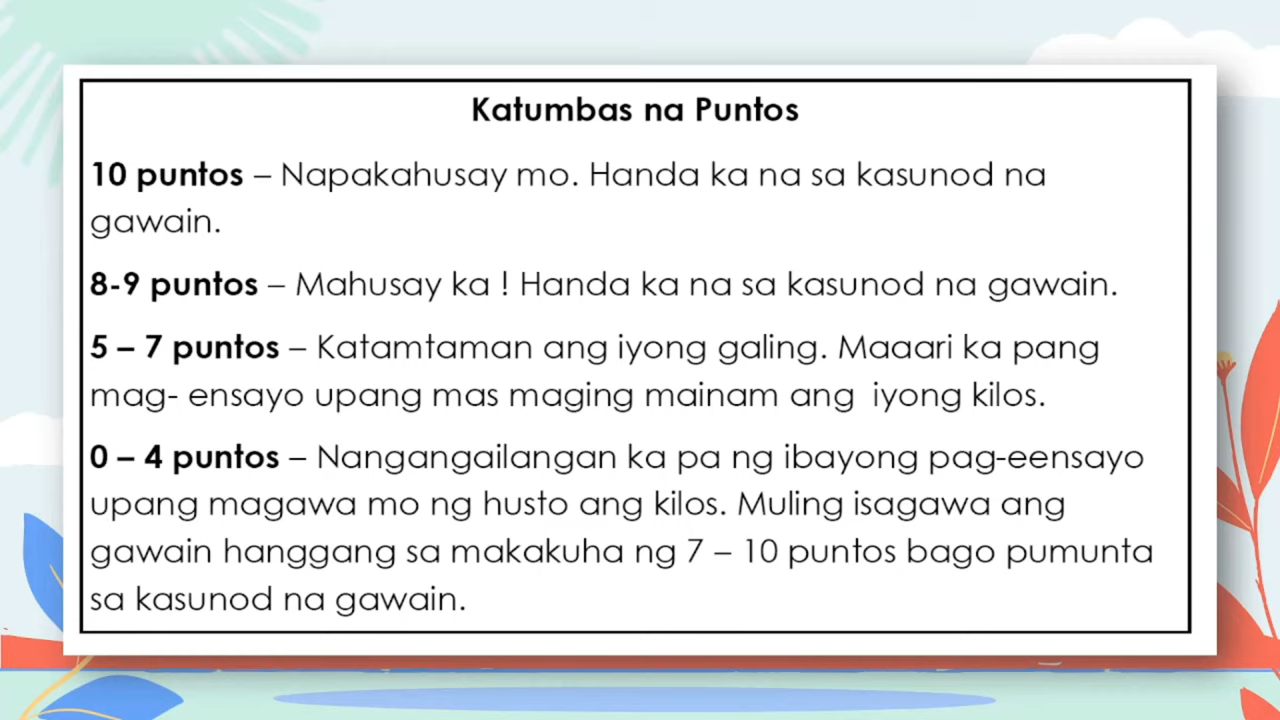 Katumbas na Puntos
10 puntos – Napakahusay mo. Handa ka na sa kasunod na
gawain.
8-9 puntos – Mahusay ka ! Handa ka na sa kasunod na gawain.
5 – 7 puntos – Katamtaman ang iyong galing. Maaari ka pang
mag- ensayo upang mas maging mainam ang  iyong kilos.
0 – 4 puntos – Nangangailangan ka pa ng ibayong pag-eensayo
upang magawa mo ng husto ang kilos. Muling isagawa ang
gawain hanggang sa makakuha ng 7 – 10 puntos bago pumunta
sa kasunod na gawain.